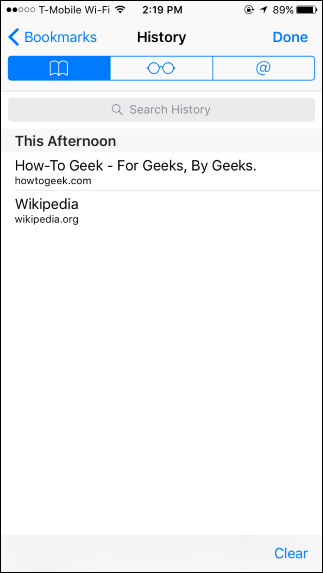 T-Mobile Wi-Fi 2:19 PM 89%
Bookmarks History Done
@
Search History
This Afternoon
How-To Geek - For Geeks, By Geeks.
howtogeek.com
Wikipedia
wikipedia.org
Clear